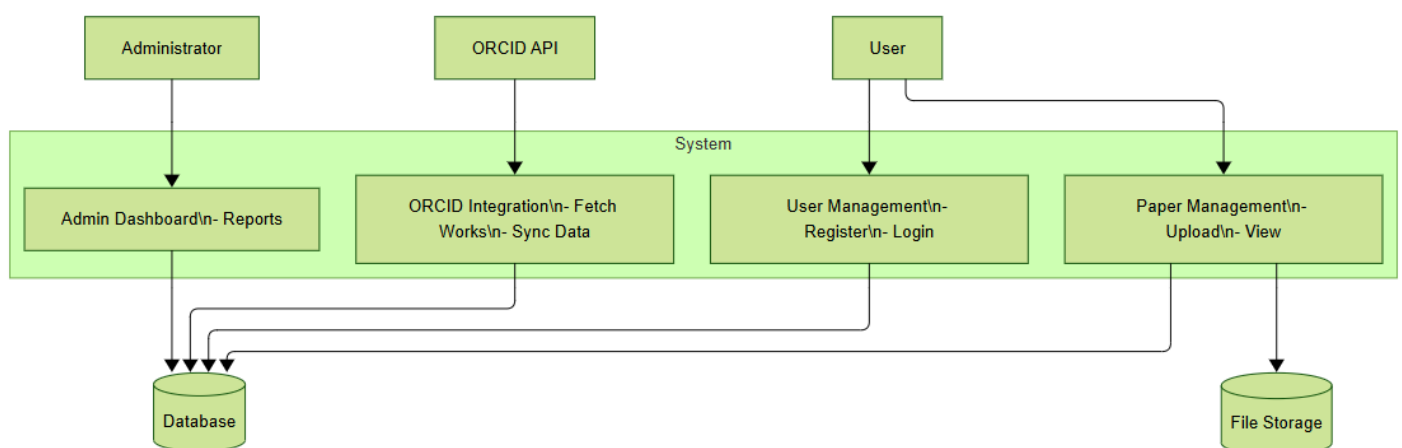 Administrator
ORCID API
User
System
Admin Dashboard\n- Reports
ORCID Integration\n- Fetch
Works\n- Sync Data
User Management\n-
Register\n- Login
Paper Management\n-
Upload\n- View
Database
File Storage